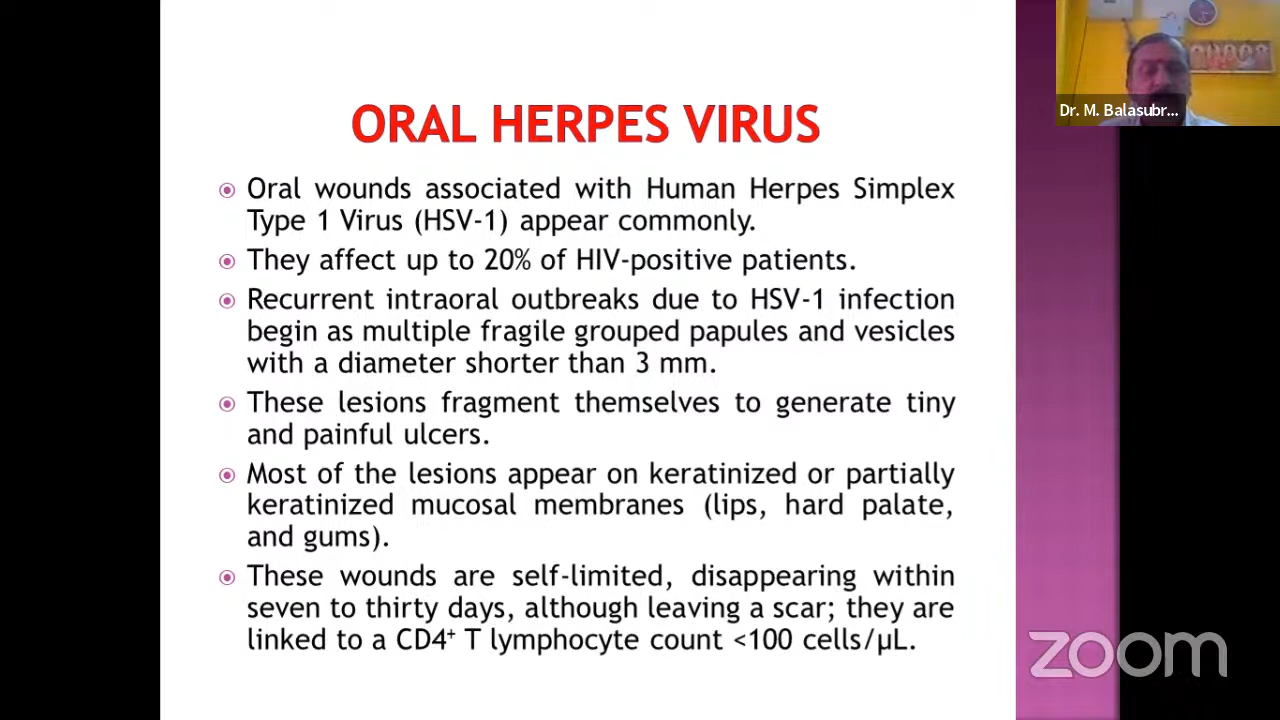 ORAL HERPES VIRUS
Oral wounds associated with Human Herpes Simplex
Type 1 Virus (HSV-1) appear commonly.
They affect up to 20% of HIV-positive patients.
Recurrent intraoral outbreaks due to HSV-1 infection
begin as multiple fragile grouped papules and vesicles
with a diameter shorter than 3 mm.
These lesions fragment themselves to generate tiny
and painful ulcers.
Most of the lesions appear on keratinized or partially
keratinized mucosal membranes (lips, hard palate,
and gums).
These wounds are self-limited, disappearing within
seven to thirty days, although leaving a scar; they are
linked to a CD4⁺ T lymphocyte count <100 cells/µL.
Dr. M. Balasubr...
zoom